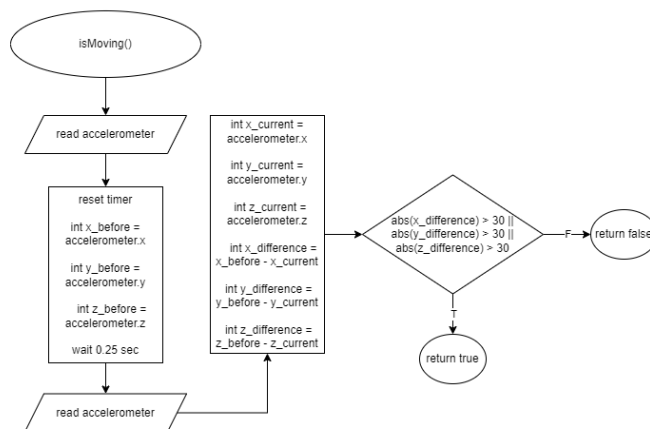 isMoving()
read accelerometer
reset timer
int x_before =
accelerometer.x
int y_before =
accelerometer.y
int z_before =
accelerometer.z
wait 0.25 sec
read accelerometer
int x_current =
accelerometer.x
int y_current =
accelerometer.y
int z_current =
accelerometer.z
int x_difference =
x_before - x_current
int y_difference =
y_before - y_current
int z_difference =
z_before - z_current
abs(x_difference) > 30 ||
abs(y_difference) > 30 ||
abs(z_difference) > 30
F
return false
T
return true